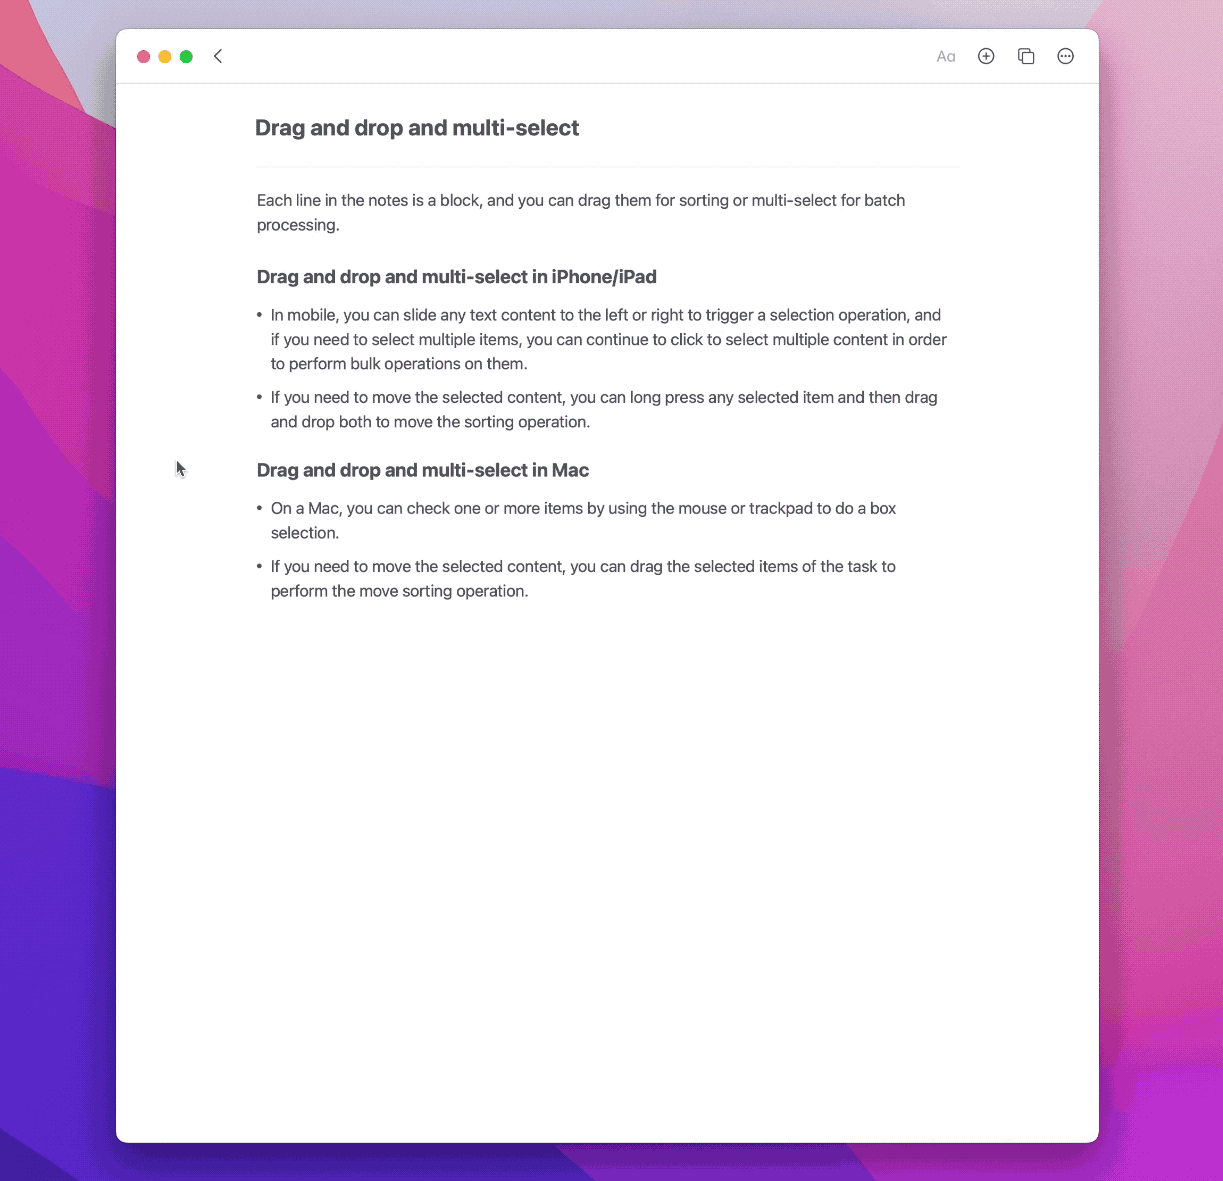 Aa
Drag and drop and multi-select
Each line in the notes is a block, and you can drag them for sorting or multi-select for batch
processing.
Drag and drop and multi-select in iPhone/iPad
• In mobile, you can slide any text content to the left or right to trigger a selection operation, and
if you need to select multiple items, you can continue to click to select multiple content in order
to perform bulk operations on them.
• If you need to move the selected content, you can long press any selected item and then drag
and drop both to move the sorting operation.
Drag and drop and multi-select in Mac
• On a Mac, you can check one or more items by using the mouse or trackpad to do a box
selection.
• If you need to move the selected content, you can drag the selected items of the task to
perform the move sorting operation.